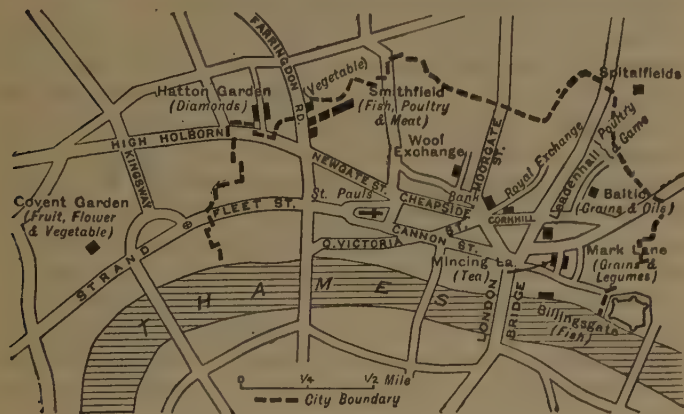 FARRINGDON
RD.
Hatton Garden
(Diamonds)
(Vegetable)
Smithfield
(Fish, Poultry
& Meat)
Spitalfields
HIGH HOLBORN
KINGSWAY
Woof
Exchange
MOORGATE
ST.
Royal Exchange
Leadenhall, Poultry
& Game
NEWGATE ST.
Covent Garden
(Fruit, Flower
& Vegetable)
FLEET ST.
St. Pauls
CHEAPSIDE
Bank
CORNHILL
Baltic
(Grains & Oils)
STRAND
Q. VICTORIA
ST.
CANNON ST.
Mincing La.
(Tea)
Mark Lane
(Grains &
Legumes)
THAMES
LONDON
BRIDGE
Billingsgate
(Fish)
0 1/4 1/2 Mile
City Boundary